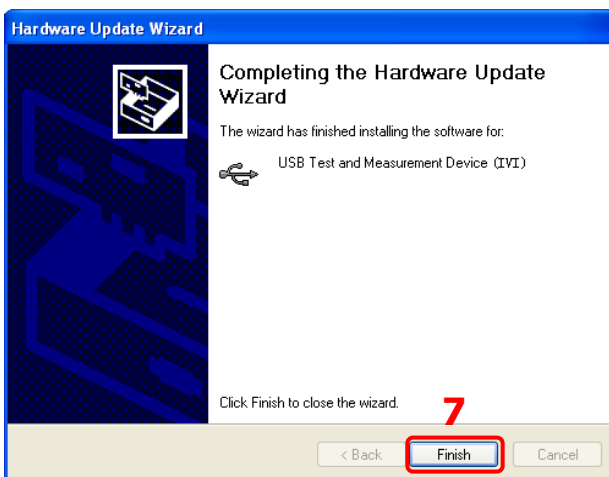 Hardware Update Wizard
Completing the Hardware Update
Wizard
The wizard has finished installing the software for:
USB Test and Measurement Device (IVI)
Click Finish to close the wizard.
7
< Back
Finish
Cancel